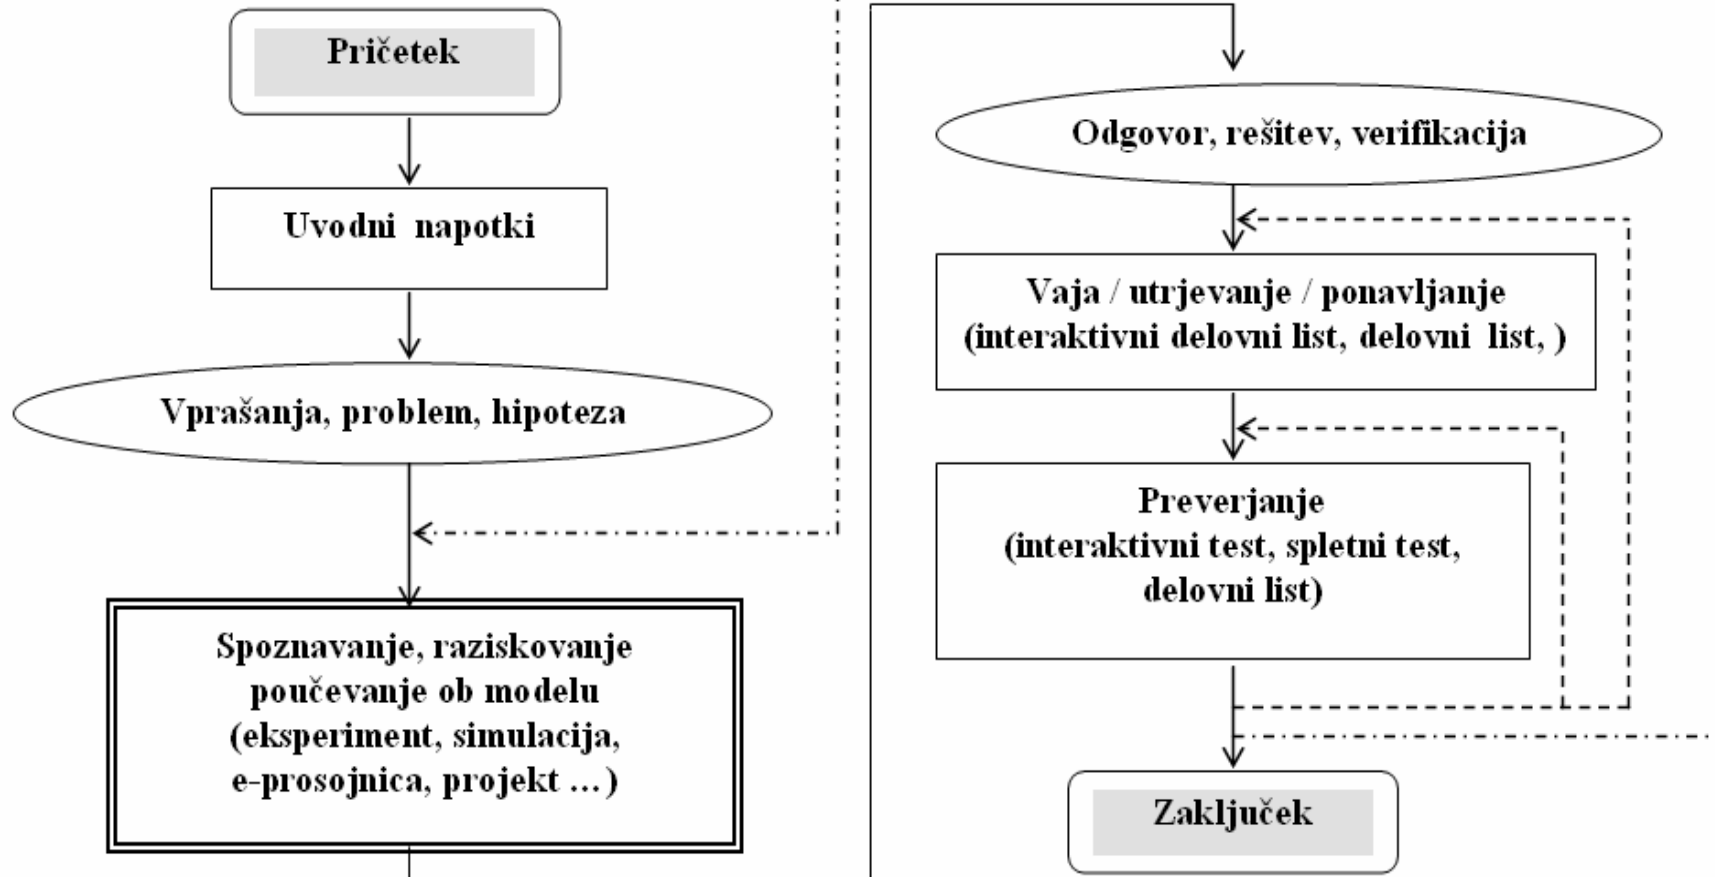 Pričetek
Uvodni napotki
Vprašanja, problem, hipoteza
Spoznavanje, raziskovanje
poučevanje ob modelu
(eksperiment, simulacija,
e-prosojnica, projekt ...)
Odgovor, rešitev, verifikacija
Vaja / utrjevanje / ponavljanje
(interaktivni delovni list, delovni list, )
Preverjanje
(interaktivni test, spletni test,
delovni list)
Zaključek